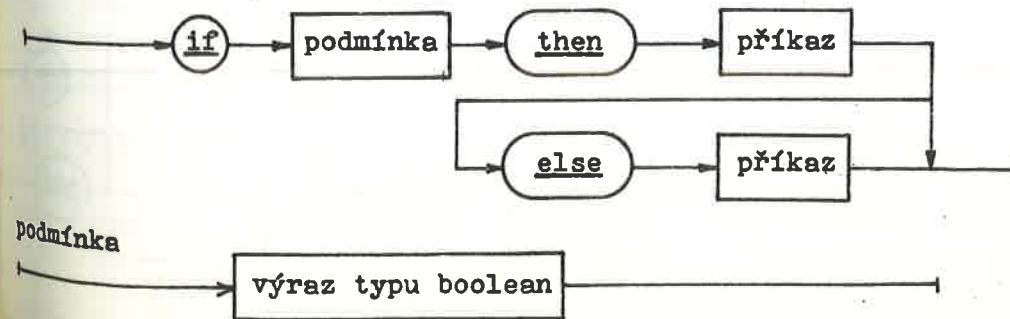 if podmínka then příkaz
else příkaz
podmínka
výraz typu boolean